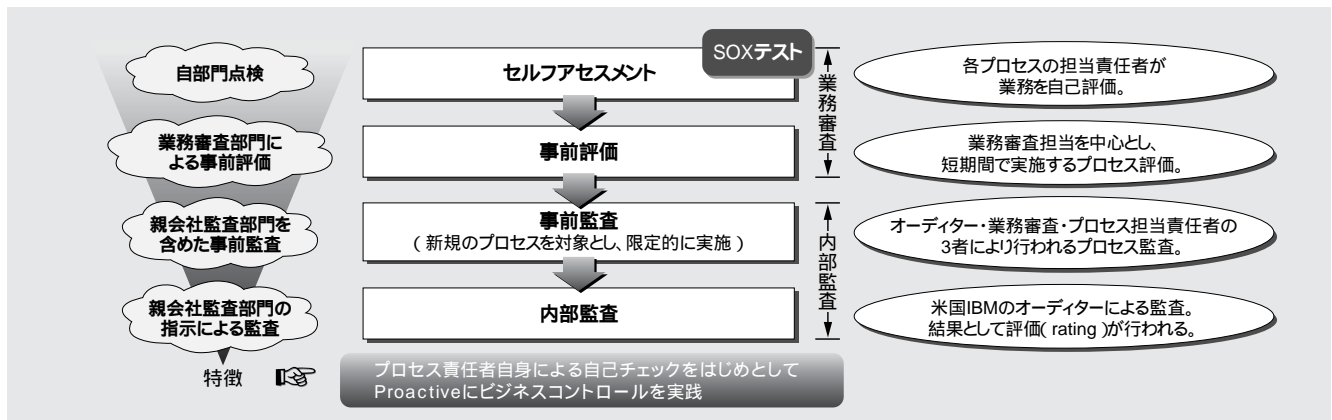 SOXテスト
自部門点検
セルフアセスメント
各プロセスの担当責任者が
業務を自己評価。
業務審査
業務審査部門に
よる事前評価
事前評価
業務審査担当を中心とし、
短期間で実施するプロセス評価。
親会社監査部門を
含めた事前監査
事前監査
( 新規のプロセスを対象とし、限定的に実施 )
オーディター・業務審査・プロセス担当責任者の
3者により行われるプロセス監査。
内部監査
親会社監査部門の
指示による監査
内部監査
米国IBMのオーディターによる監査。
結果として評価( rating )が行われる。
特徴
プロセス責任者自身による自己チェックをはじめとして
Proactiveにビジネスコントロールを実践